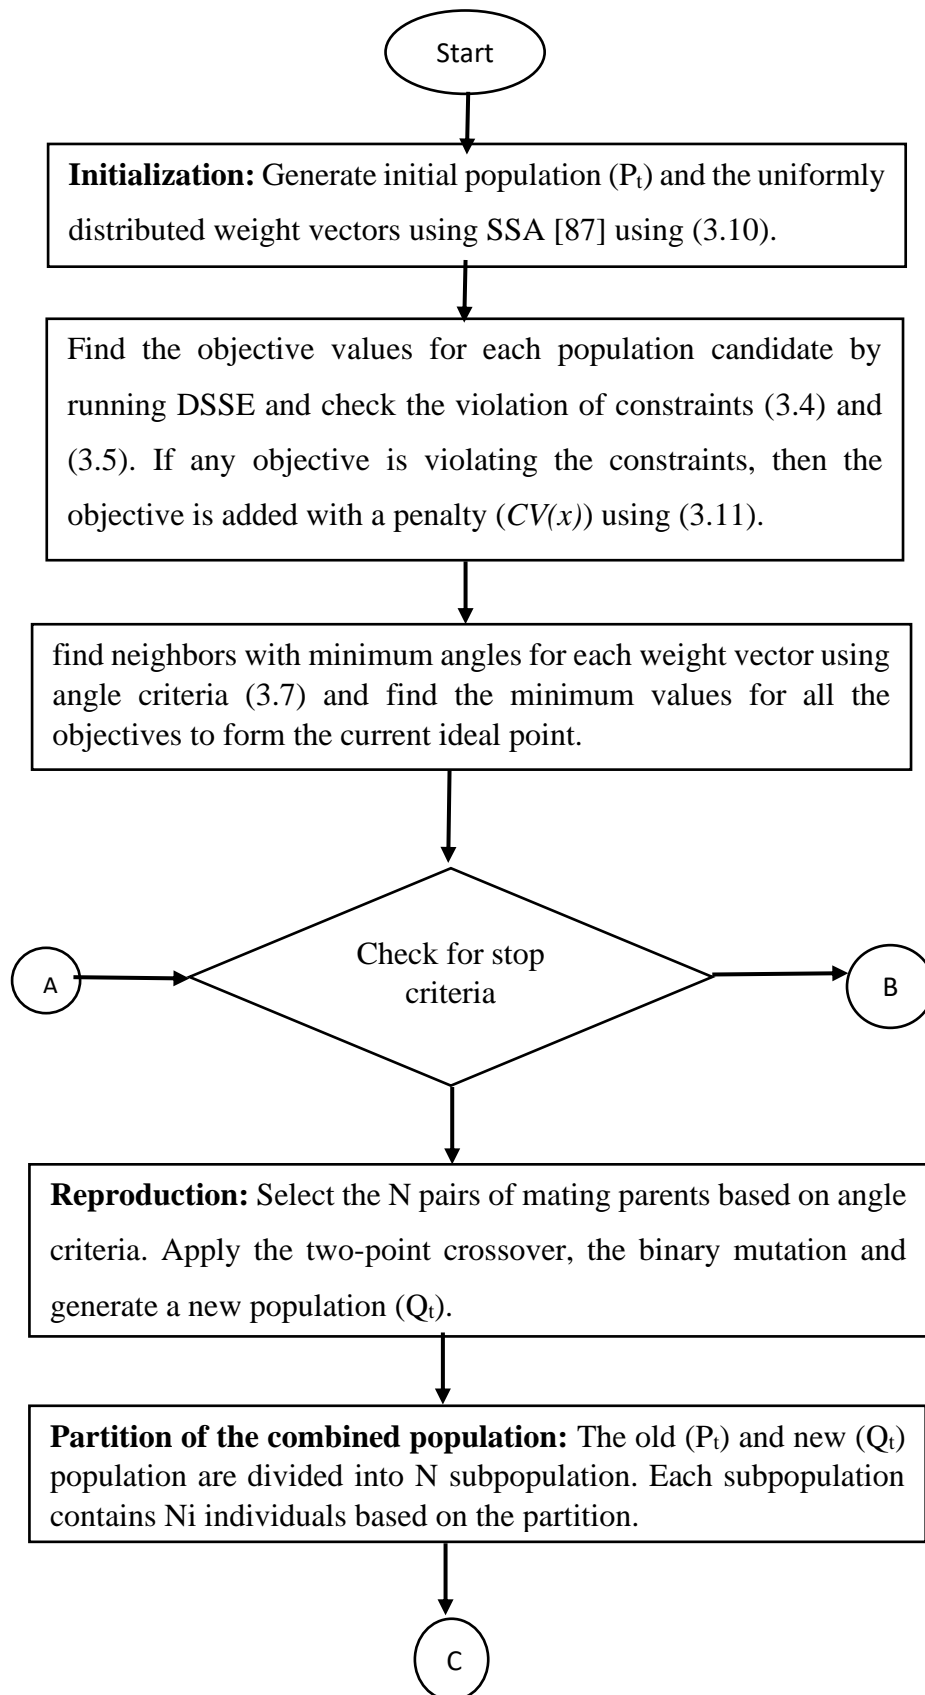 Start
Initialization: Generate initial population (Pt) and the uniformly
distributed weight vectors using SSA [87] using (3.10).
Find the objective values for each population candidate by
running DSSE and check the violation of constraints (3.4) and
(3.5). If any objective is violating the constraints, then the
objective is added with a penalty (CV(x)) using (3.11).
find neighbors with minimum angles for each weight vector using
angle criteria (3.7) and find the minimum values for all the
objectives to form the current ideal point.
A
Check for stop
criteria
B
Reproduction: Select the N pairs of mating parents based on angle
criteria. Apply the two-point crossover, the binary mutation and
generate a new population (Qt).
Partition of the combined population: The old (Pt) and new (Qt)
population are divided into N subpopulation. Each subpopulation
contains Ni individuals based on the partition.
C